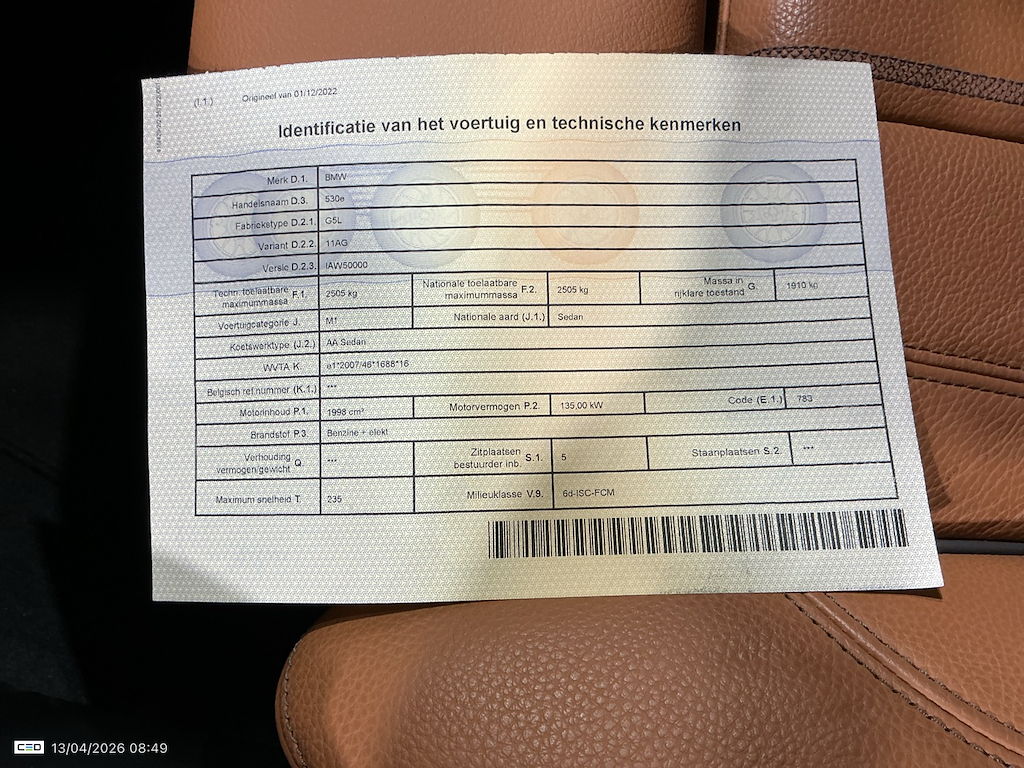 (I.1.) Origineel van 01/12/2022
Identificatie van het voertuig en technische kenmerken
Merk D.1. BMW
Handelsnaam D.3. 530e
Fabriekstype D.2.1. G5L
Variant D.2.2. 11AG
Versie D.2.3. IAW50000
Techn. toelaatbare maximummassa F.1. 2505 kg Nationale toelaatbare maximummassa F.2. 2505 kg Massa in rijklare toestand G. 1910 kg
Voertuigcategorie J. M1 Nationale aard (J.1.) Sedan
Koetswerktype (J.2.) AA Sedan
WVTA K. e1*2007/46*1688*16
Belgisch ref.nummer (K.1.) ***
Motorinhoud P.1. 1998 cm³ Motorvermogen P.2. 135,00 kW Code (E.1.) 783
Brandstof P.3. Benzine + elekt
Verhouding vermogen/gewicht Q. *** Zitplaatsen bestuurder inb. S.1. 5 Staanplaatsen S.2. ***
Maximum snelheid T. 235 Milieuklasse V.9. 6d-ISC-FCM
CEO 13/04/2026 08:49